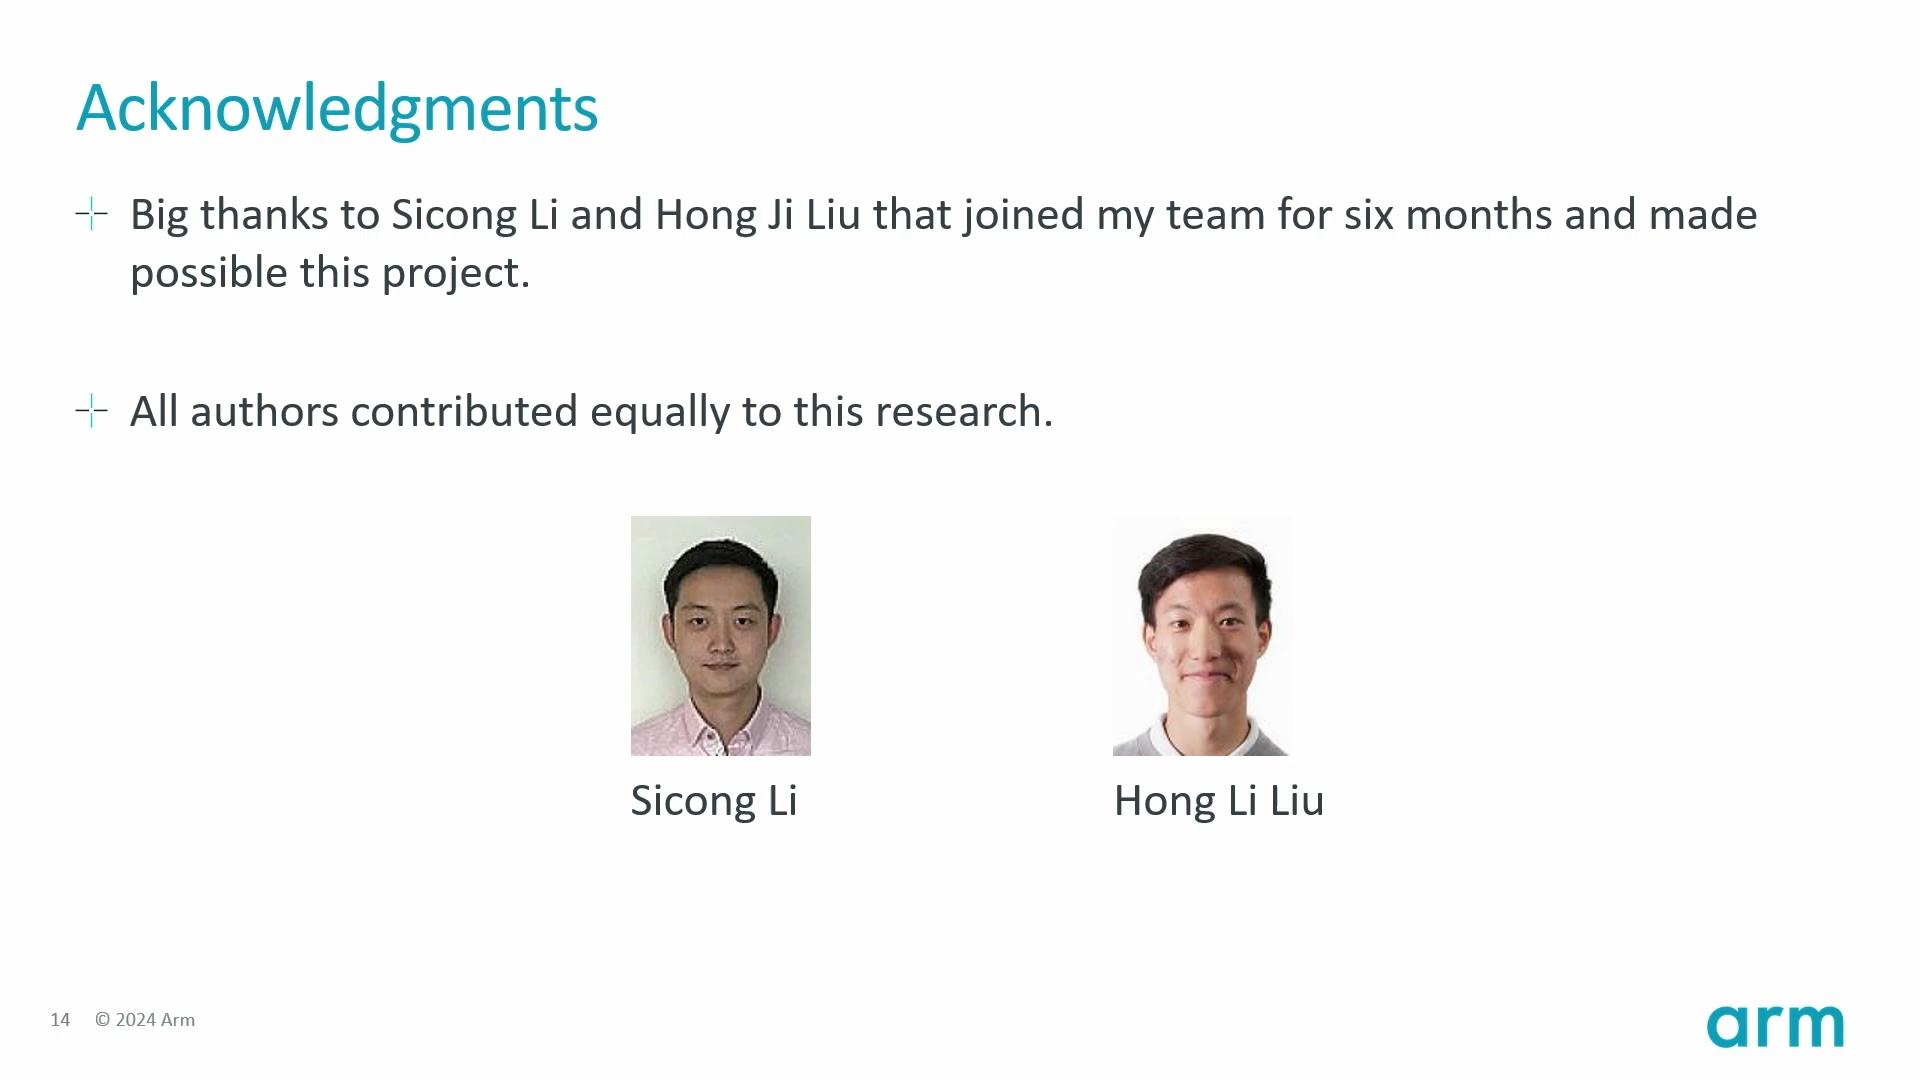 Acknowledgments
Big thanks to Sicong Li and Hong Ji Liu that joined my team for six months and made
possible this project.
All authors contributed equally to this research.
Sicong Li
Hong Li Liu
14 © 2024 Arm
arm